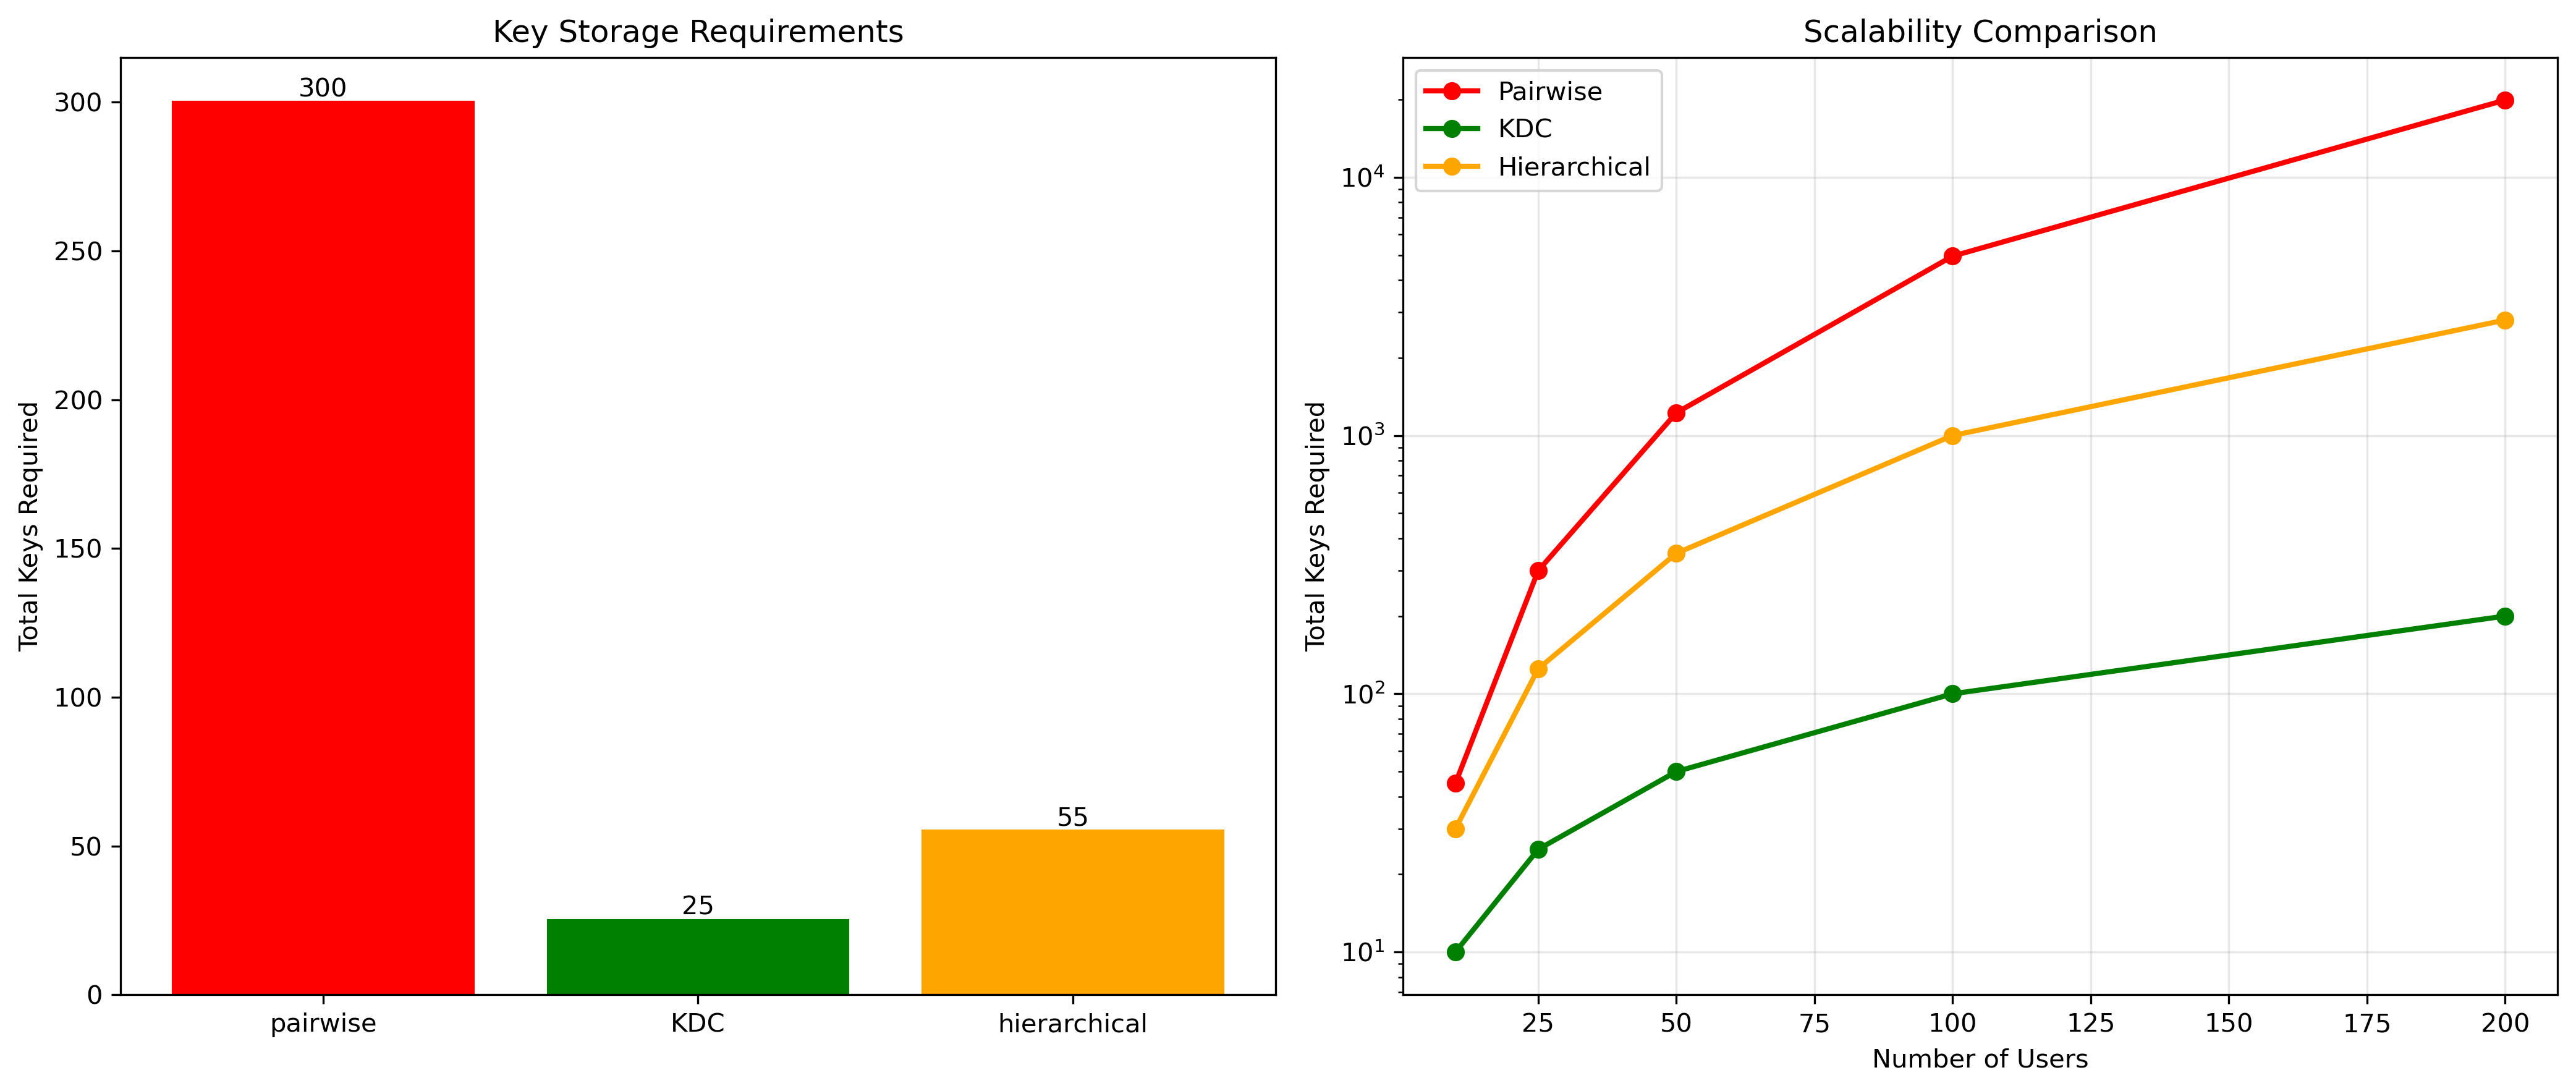 Key Storage Requirements
Total Keys Required
300
250
200
150
100
50
0
300
25
55
pairwise
KDC
hierarchical
Scalability Comparison
Total Keys Required
Pairwise
KDC
Hierarchical
10⁴
10³
10²
10¹
25
50
75
100
125
150
175
200
Number of Users